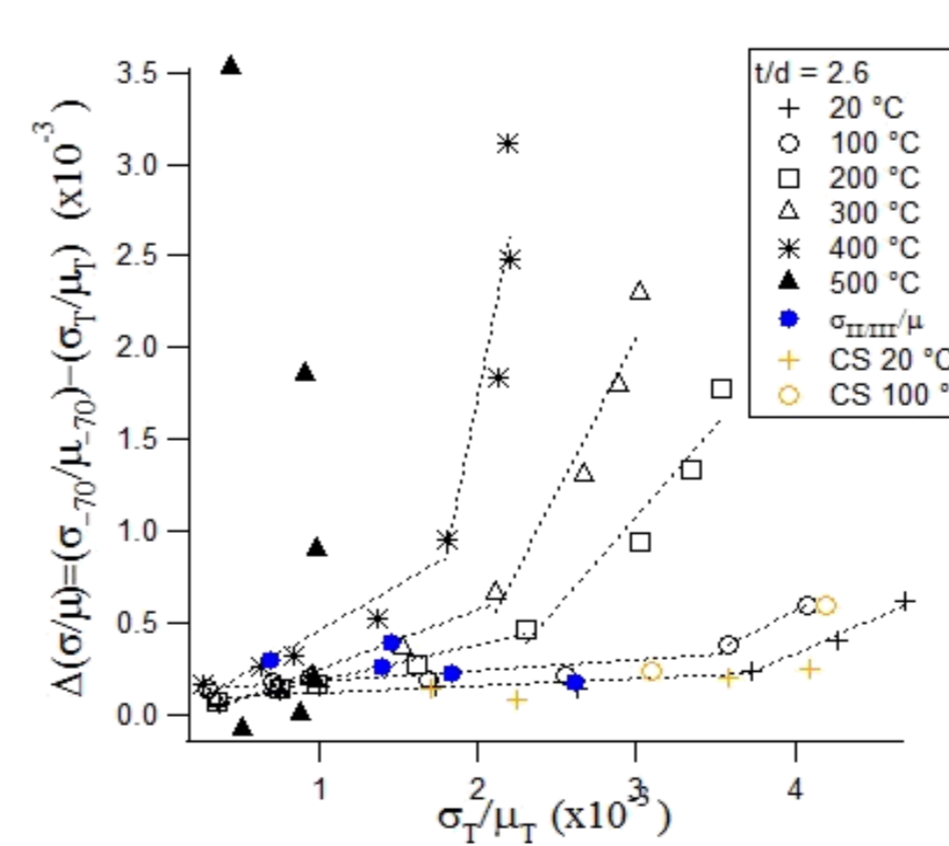 3.5
3.0
2.5
2.0
1.5
1.0
0.5
0.0
Δ(σ/μ)=(σ₋₇₀/μ₋₇₀)−(σT/μT) (x10⁻³)
1 2 3 4
σT/μT (x10⁻³)
t/d = 2.6
20 °C
100 °C
200 °C
300 °C
400 °C
500 °C
σII/III/μ
CS 20 °C
CS 100 °